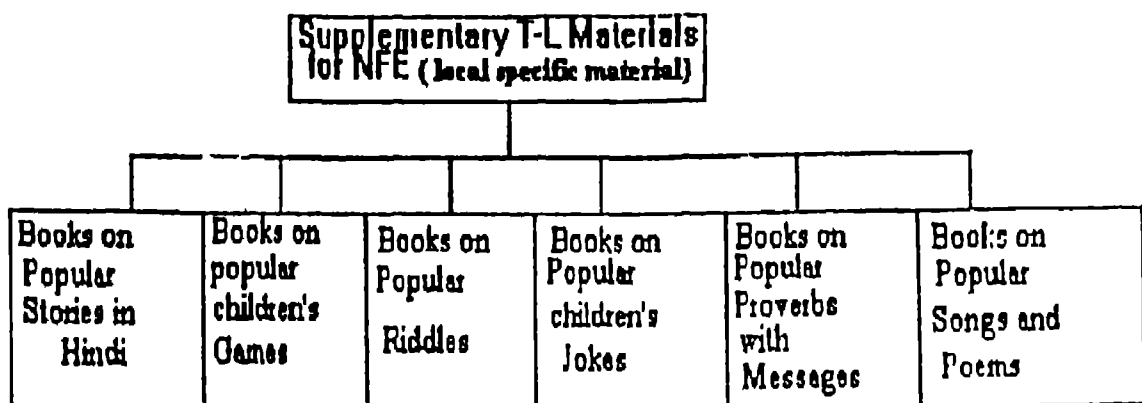 Supplementary T-L Materials
for NFE (local specific material)
Books on
Popular
Stories in
Hindi
Books on
popular
children's
Games
Books on
Popular
Riddles
Books on
Popular
children's
Jokes
Books on
Popular
Proverbs
with
Messages
Books on
Popular
Songs and
Poems